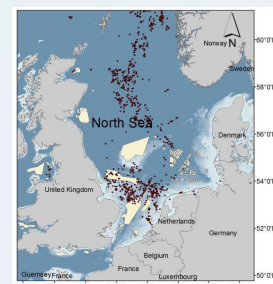 N
Norway
Sweden
60°0'
58°0'
North Sea
56°0'
Denmark
54°0'
United Kingdom
Netherlands
Germany
52°0'
Belgium
Guernsey
France
France
Luxembourg
50°0'